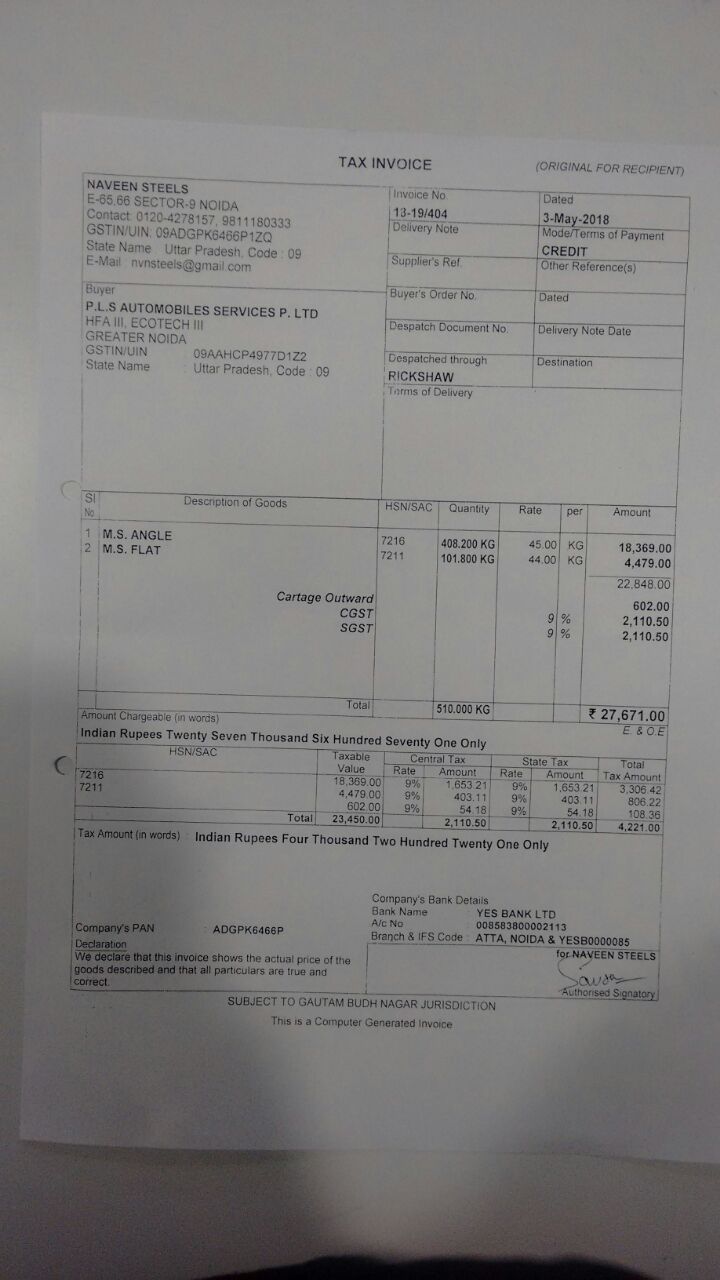 TAX INVOICE
(ORIGINAL FOR RECIPIENT)
NAVEEN STEELS
E-65,66 SECTOR-9 NOIDA
Contact: 0120-4278157, 9811180333
GSTIN/UIN: 09ADGPK6466P1ZQ
State Name : Uttar Pradesh, Code : 09
E-Mail : nvnsteels@gmail.com
Invoice No.
13-19/404
Dated
3-May-2018
Delivery Note
Mode/Terms of Payment
CREDIT
Supplier's Ref.
Other Reference(s)
Buyer
P.L.S AUTOMOBILES SERVICES P. LTD
HFA III, ECOTECH III
GREATER NOIDA
GSTIN/UIN : 09AAHCP4977D1Z2
State Name : Uttar Pradesh, Code : 09
Buyer's Order No.
Dated
Despatch Document No.
Delivery Note Date
Despatched through
RICKSHAW
Destination
Terms of Delivery
Sl No Description of Goods HSN/SAC Quantity Rate per Amount
1 M.S. ANGLE 7216 408.200 KG 45.00 KG 18,369.00
2 M.S. FLAT 7211 101.800 KG 44.00 KG 4,479.00
22,848.00
Cartage Outward 602.00
CGST 9 % 2,110.50
SGST 9 % 2,110.50
Total 510.000 KG ₹ 27,671.00
Amount Chargeable (in words) E. & O.E
Indian Rupees Twenty Seven Thousand Six Hundred Seventy One Only
HSN/SAC Taxable Value Central Tax State Tax Total Tax Amount
Rate Amount Rate Amount
7216 18,369.00 9% 1,653.21 9% 1,653.21 3,306.42
7211 4,479.00 9% 403.11 9% 403.11 806.22
602.00 9% 54.18 9% 54.18 108.36
Total 23,450.00 2,110.50 2,110.50 4,221.00
Tax Amount (in words) : Indian Rupees Four Thousand Two Hundred Twenty One Only
Company's Bank Details
Bank Name : YES BANK LTD
A/c No : 008583800002113
Branch & IFS Code : ATTA, NOIDA & YESB0000085
Company's PAN : ADGPK6466P
Declaration
We declare that this invoice shows the actual price of the
goods described and that all particulars are true and
correct.
for NAVEEN STEELS
Authorised Signatory
SUBJECT TO GAUTAM BUDH NAGAR JURISDICTION
This is a Computer Generated Invoice